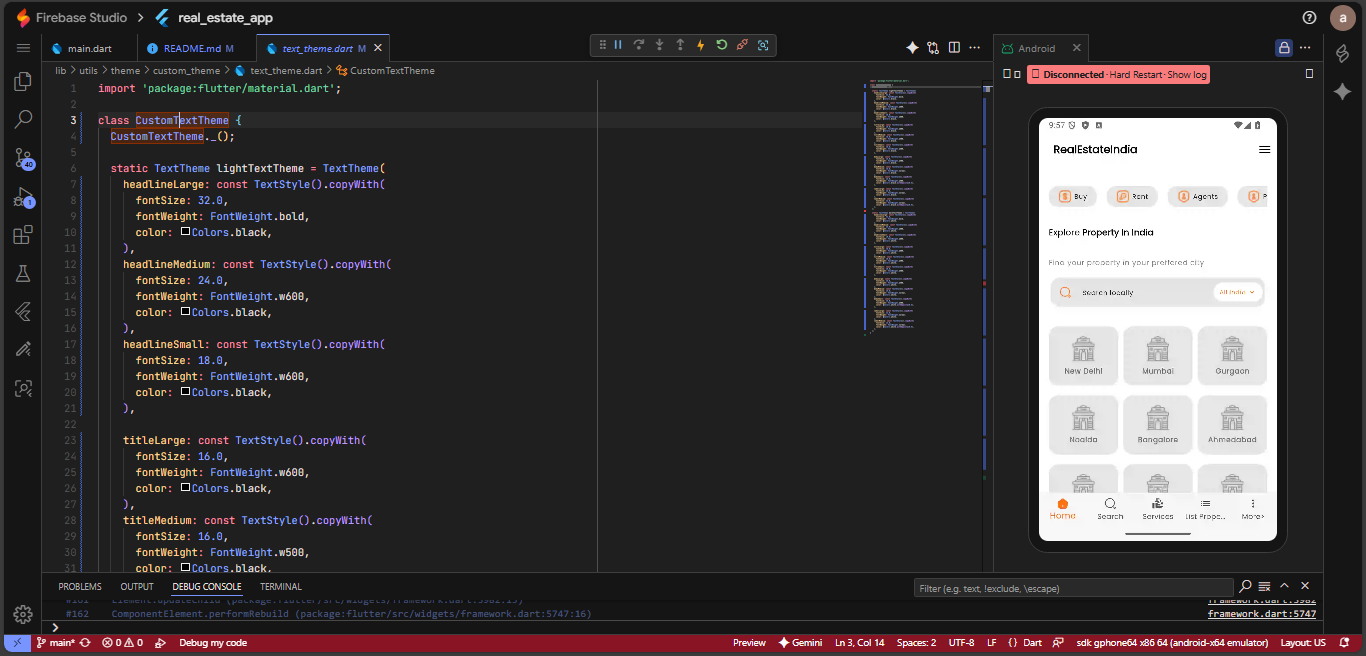 Firebase Studio > real_estate_app
a
main.dart
README.md M
text_theme.dart M
lib > utils > theme > custom_theme > text_theme.dart > CustomTextTheme
1 import 'package:flutter/material.dart';
2
3 class CustomTextTheme {
4 CustomTextTheme._();
5
6 static TextTheme lightTextTheme = TextTheme(
7 headlineLarge: const TextStyle().copyWith(
8 fontSize: 32.0,
9 fontWeight: FontWeight.bold,
10 color: Colors.black,
11 ),
12 headlineMedium: const TextStyle().copyWith(
13 fontSize: 24.0,
14 fontWeight: FontWeight.w600,
15 color: Colors.black,
16 ),
17 headlineSmall: const TextStyle().copyWith(
18 fontSize: 18.0,
19 fontWeight: FontWeight.w600,
20 color: Colors.black,
21 ),
22
23 titleLarge: const TextStyle().copyWith(
24 fontSize: 16.0,
25 fontWeight: FontWeight.w600,
26 color: Colors.black,
27 ),
28 titleMedium: const TextStyle().copyWith(
29 fontSize: 16.0,
30 fontWeight: FontWeight.w500,
31 color: Colors.black,
40
1
Android
Disconnected · Hard Restart · Show log
9:57
RealEstateIndia
Buy
Rent
Agents
P
Explore Property In India
Find your property in your preffered city
Search locally
All India
New Delhi
Mumbai
Gurgaon
Noaida
Bangalore
Ahmedabad
Home
Search
Services
List Prope...
More>
PROBLEMS
OUTPUT
DEBUG CONSOLE
TERMINAL
Filter (e.g. text, !exclude, \escape)
#161 Element.updateChild (package:flutter/src/widgets/framework.dart:3982:15)
framework.dart:3982
#162 ComponentElement.performRebuild (package:flutter/src/widgets/framework.dart:5747:16)
framework.dart:5747
>
main* 0 0 Debug my code
Preview
Gemini
Ln 3, Col 14
Spaces: 2
UTF-8
LF
{} Dart
sdk gphone64 x86 64 (android-x64 emulator)
Layout: US